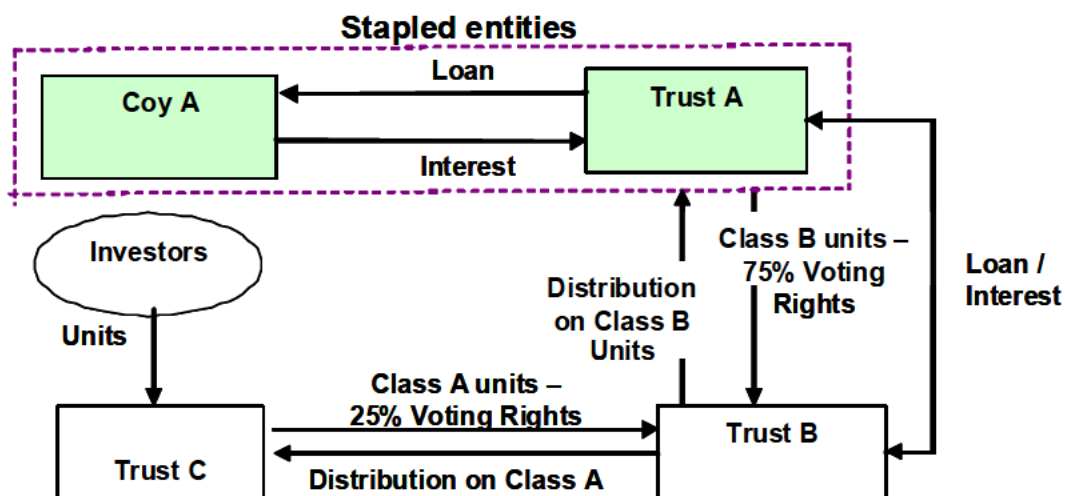 Stapled entities
Coy A
Loan
Trust A
Interest
Investors
Units
Class B units –
75% Voting
Rights
Distribution
on Class B
Units
Loan /
Interest
Class A units –
25% Voting Rights
Trust B
Trust C
Distribution on Class A